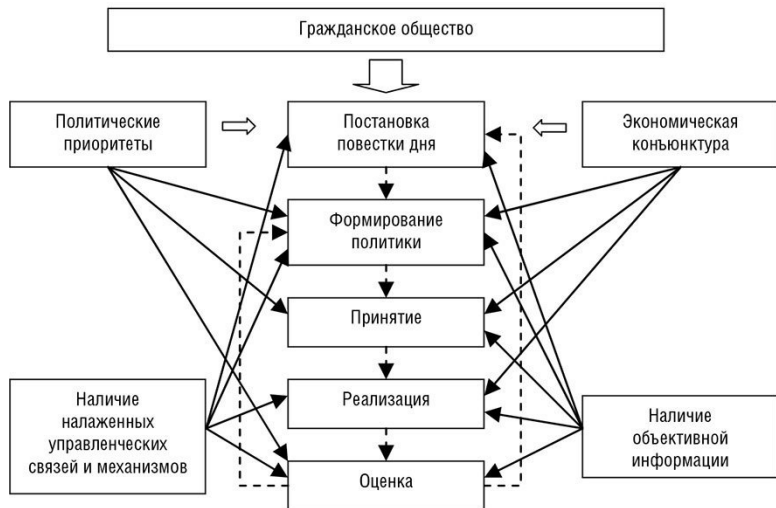 Гражданское общество
Политические
приоритеты
Постановка
повестки дня
Экономическая
конъюнктура
Формирование
политики
Принятие
Наличие
налаженных
управленческих
связей и механизмов
Реализация
Наличие
объективной
информации
Оценка